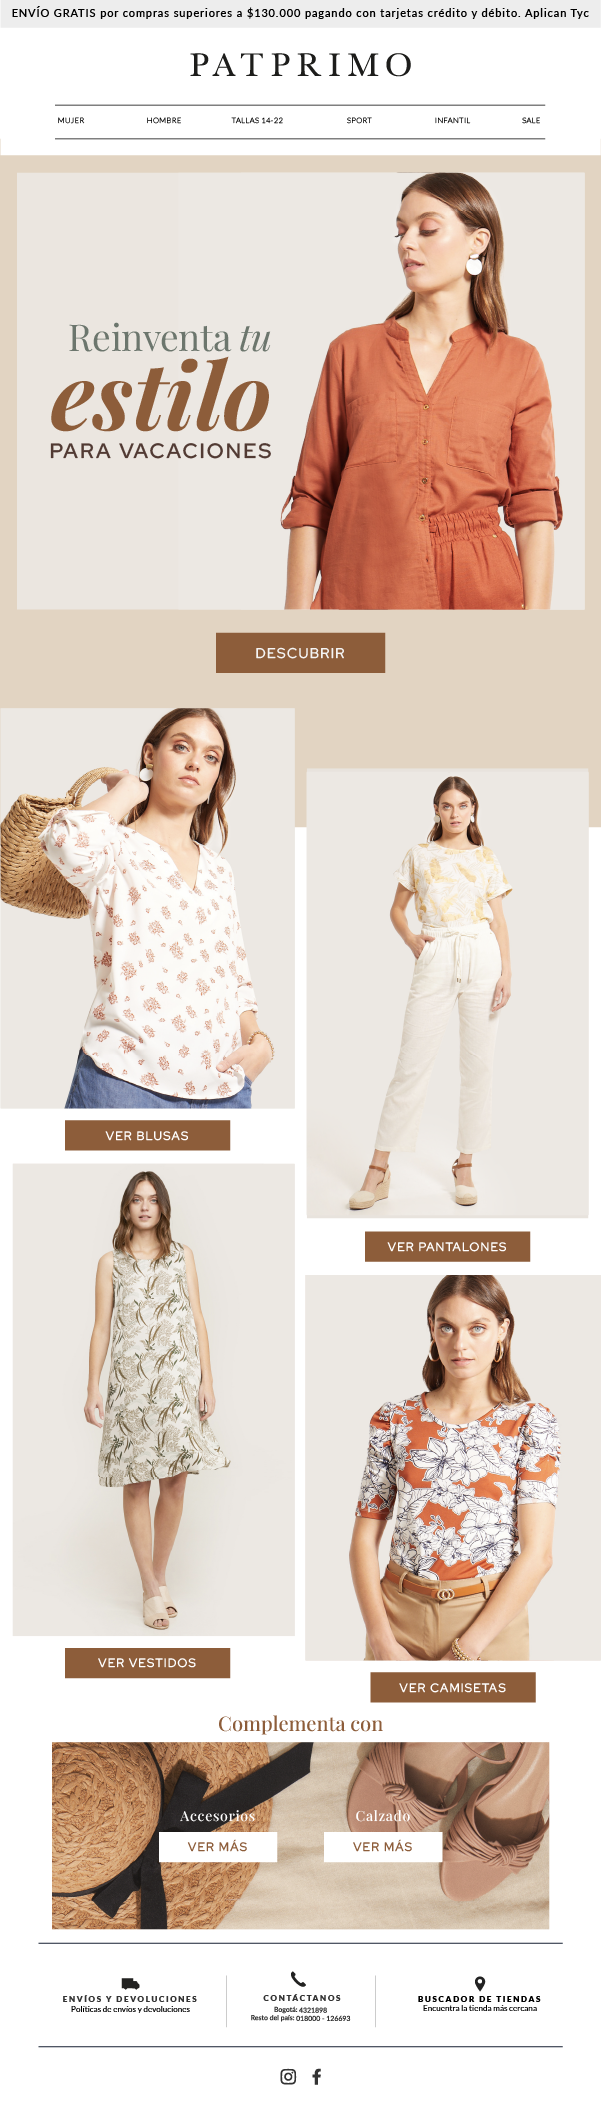 ENVÍO GRATIS por compras superiores a $130.000 pagando con tarjetas crédito y débito. Aplican Tyc
PATPRIMO
MUJER HOMBRE TALLAS 14-22 SPORT INFANTIL SALE
Reinventa tu
estilo
PARA VACACIONES
DESCUBRIR
VER BLUSAS
VER PANTALONES
VER VESTIDOS
VER CAMISETAS
Complementa con
Accesorios Calzado
VER MÁS VER MÁS
ENVÍOS Y DEVOLUCIONES
Políticas de envíos y devoluciones
CONTÁCTANOS
Bogotá: 4321898
Resto del país: 018000 - 126693
BUSCADOR DE TIENDAS
Encuentra la tienda más cercana